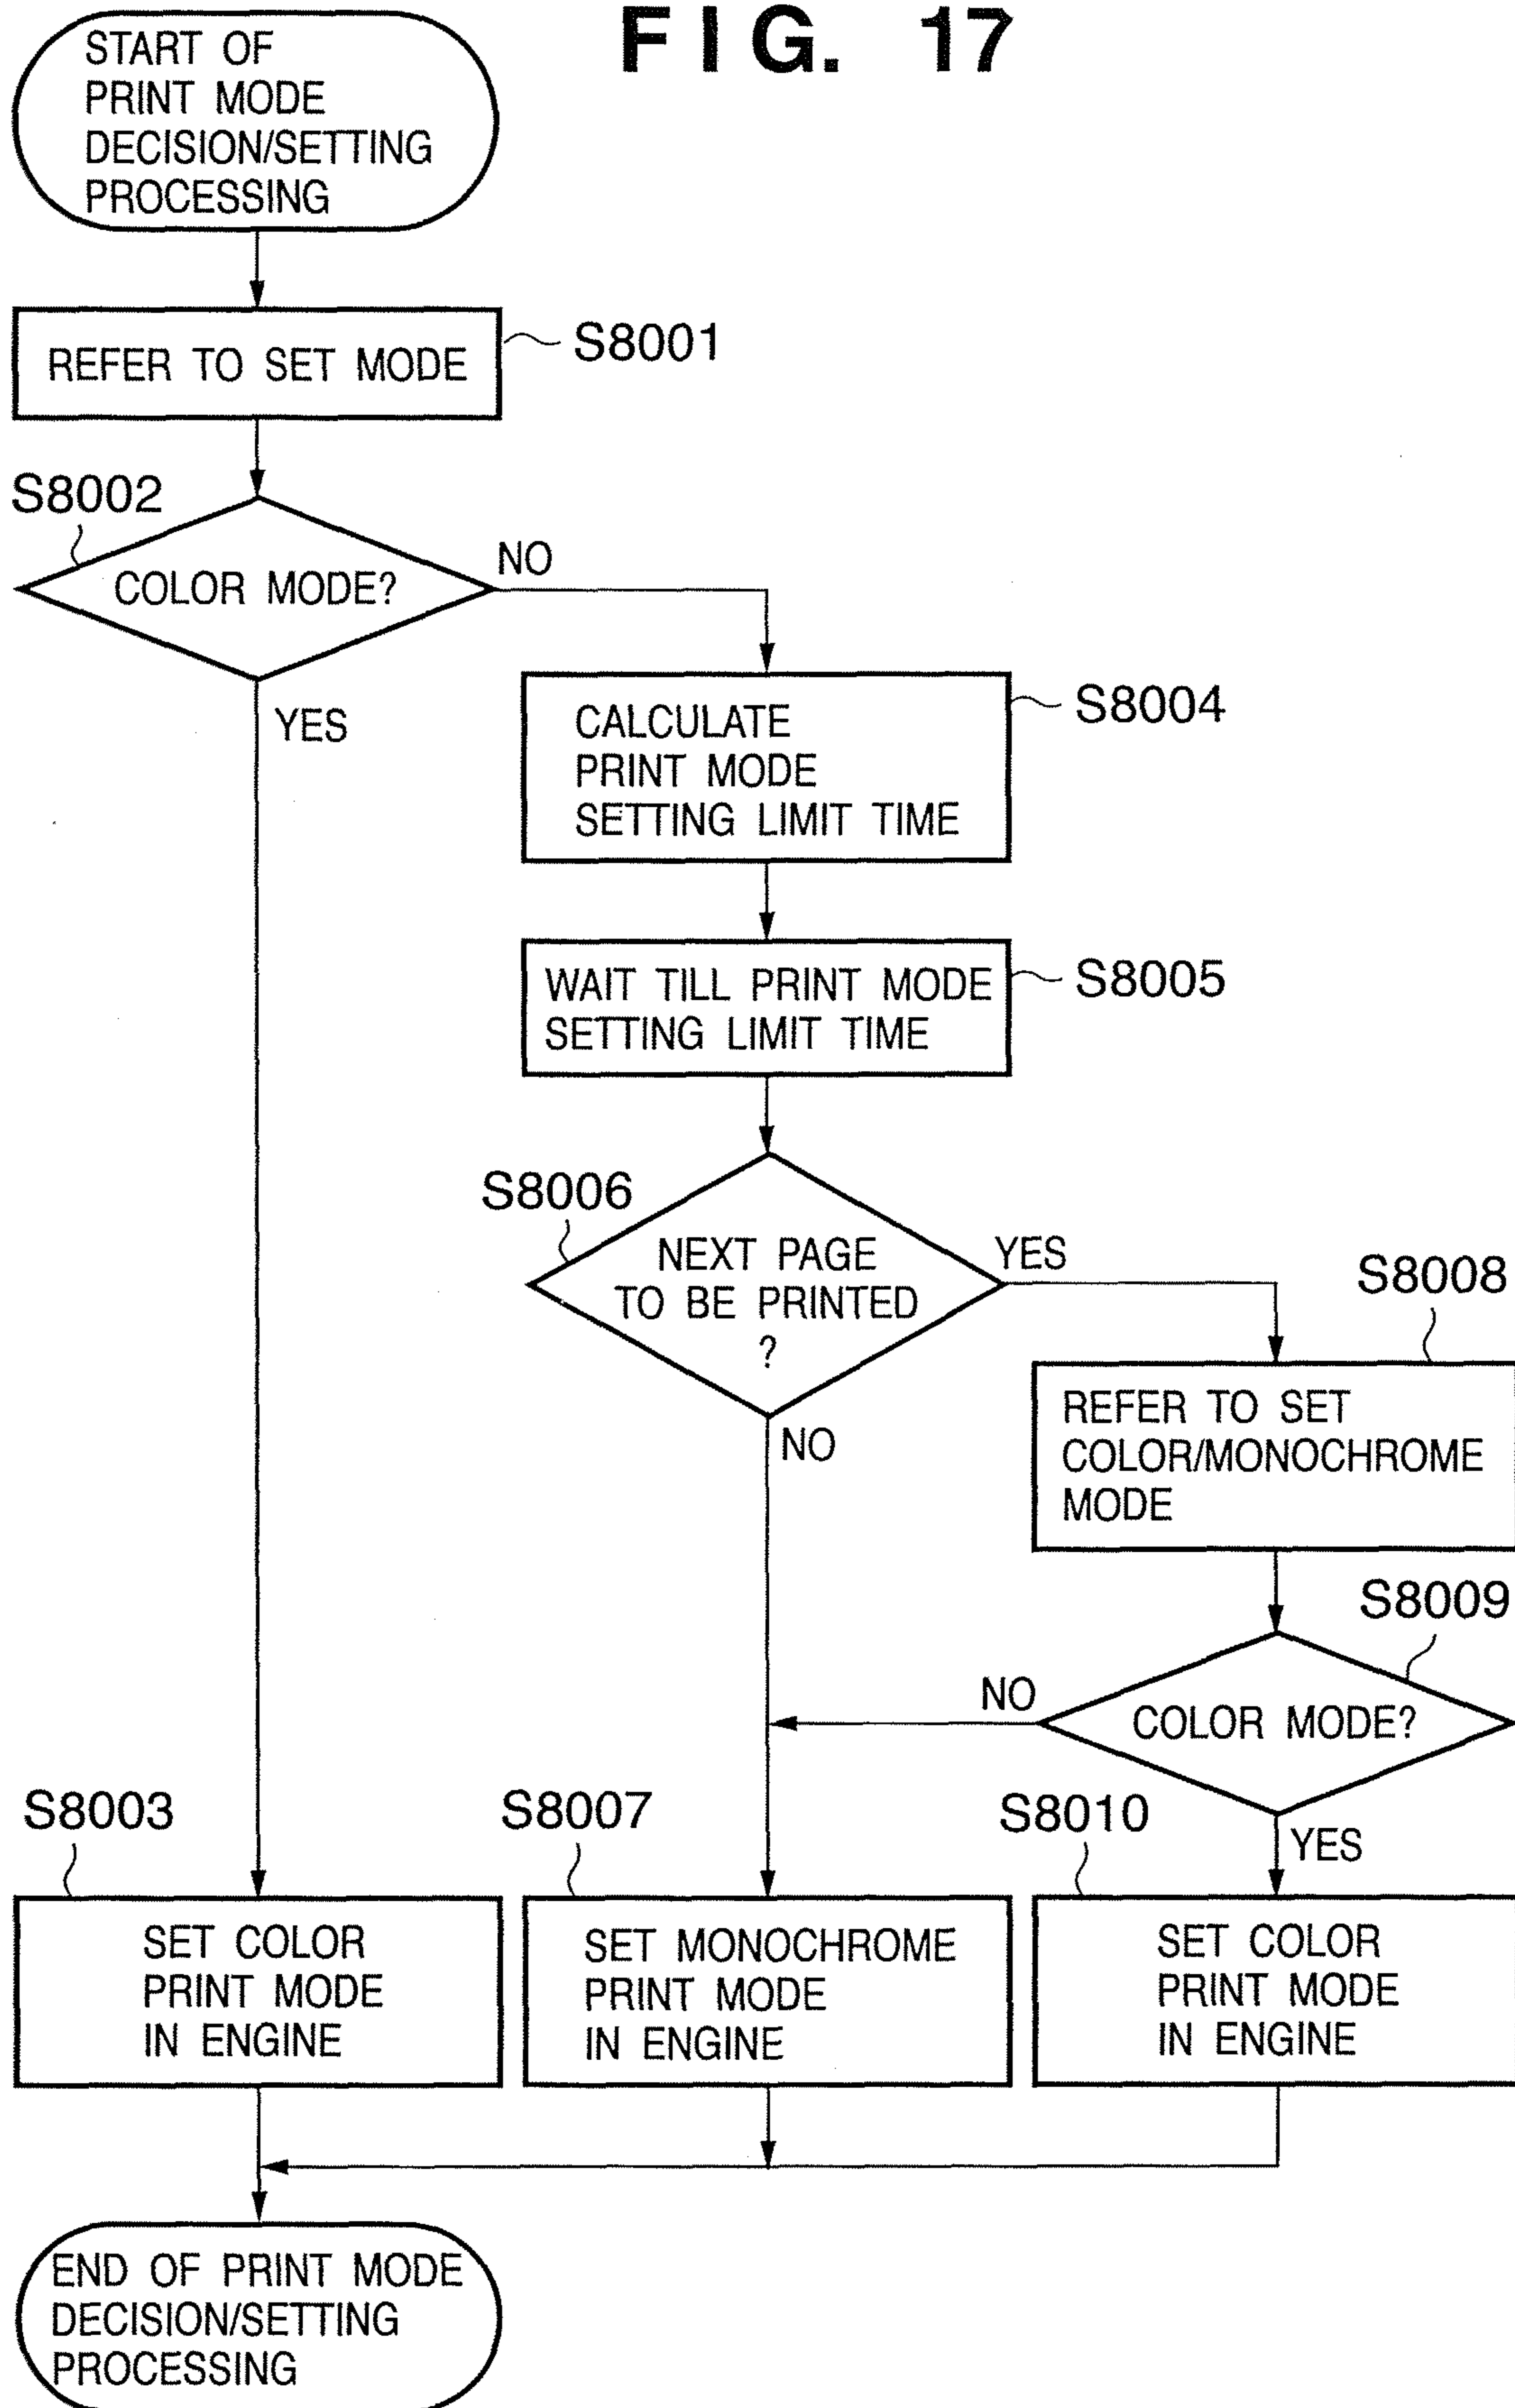 FIG. 17
START OF
PRINT MODE
DECISION/SETTING
PROCESSING
REFER TO SET MODE
S8001
S8002
COLOR MODE?
NO
YES
CALCULATE
PRINT MODE
SETTING LIMIT TIME
S8004
WAIT TILL PRINT MODE
SETTING LIMIT TIME
S8005
S8006
NEXT PAGE
TO BE PRINTED
?
YES
NO
S8008
REFER TO SET
COLOR/MONOCHROME
MODE
S8009
COLOR MODE?
NO
YES
S8003
SET COLOR
PRINT MODE
IN ENGINE
S8007
SET MONOCHROME
PRINT MODE
IN ENGINE
S8010
SET COLOR
PRINT MODE
IN ENGINE
END OF PRINT MODE
DECISION/SETTING
PROCESSING